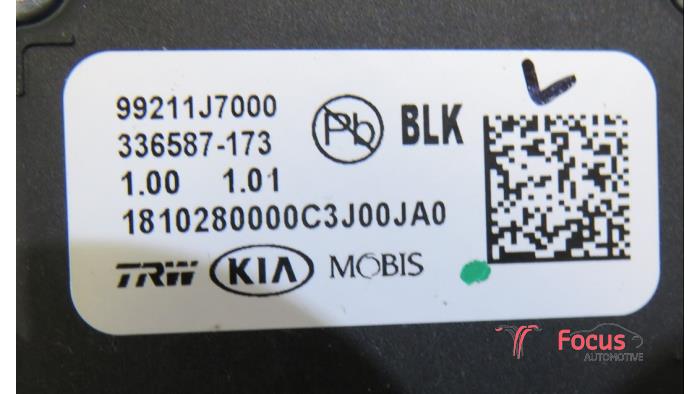 99211J7000
336587-173
Pb
BLK
1.00 1.01
1810280000C3J00JA0
TRW KIA MOBIS
Focus
AUTOMOTIVE